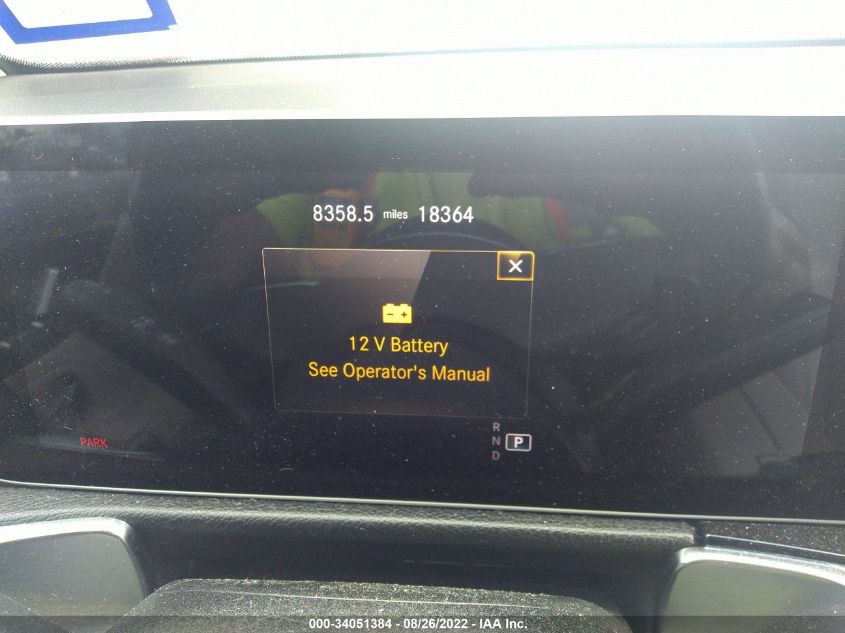 8358.5 miles 18364
12 V Battery
See Operator's Manual
PARK
R
N P
D
000-34051384 - 08/26/2022 - IAA Inc.